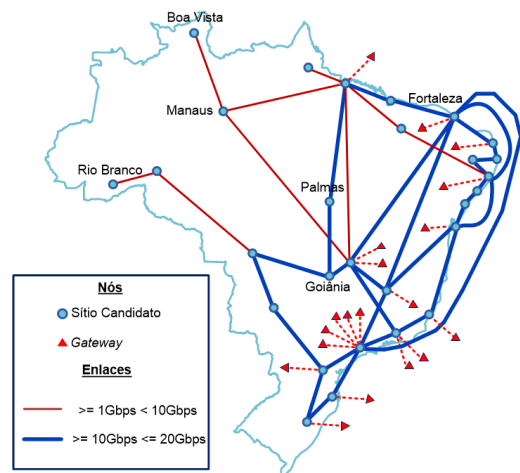 Boa Vista
Fortaleza
Manaus
Rio Branco
Palmas
Goiânia
Nós
Sítio Candidato
Gateway
Enlaces
>= 1Gbps < 10Gbps
>= 10Gbps <= 20Gbps